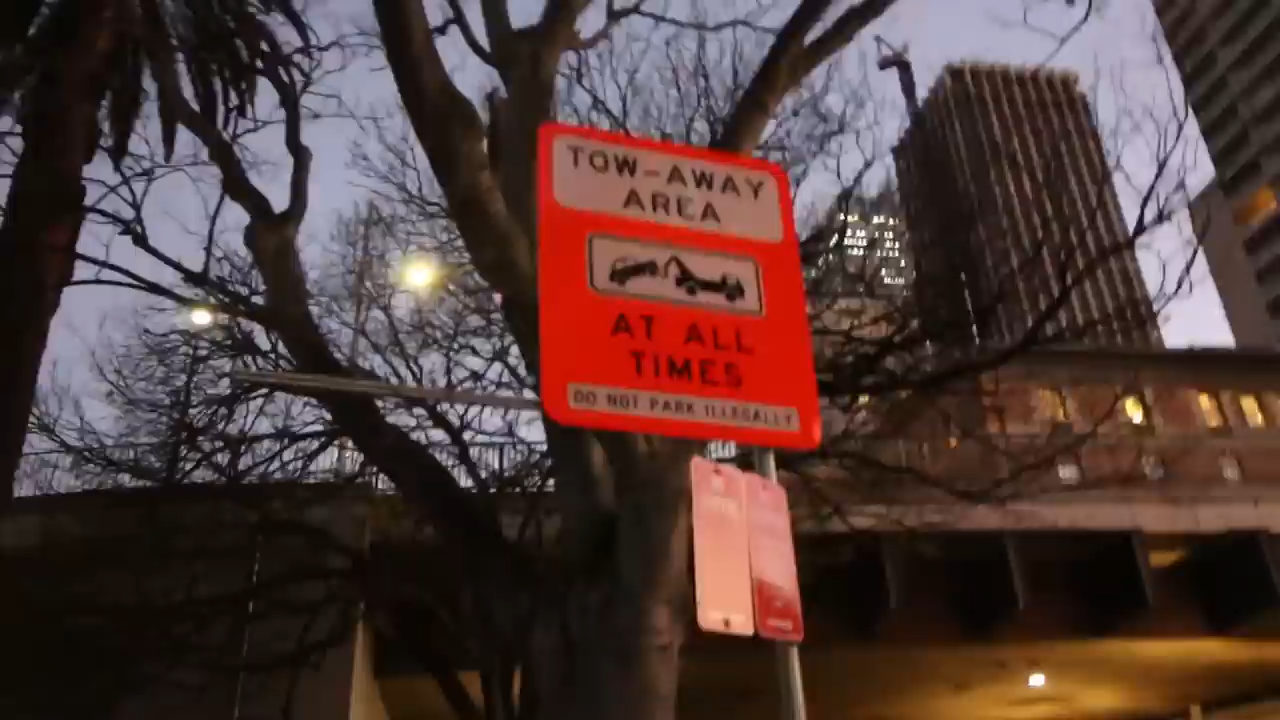 TOW-AWAY
AREA
AT ALL
TIMES
DO NOT PARK ILLEGALLY